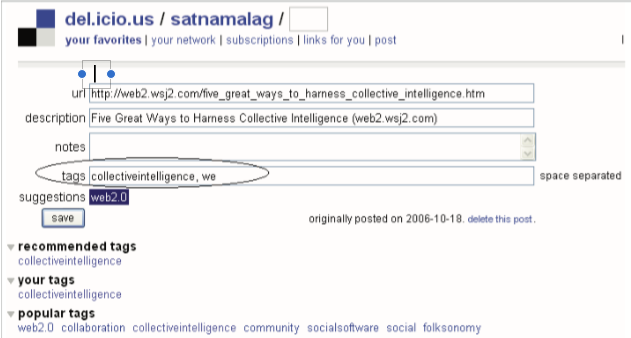 del.icio.us / satnamalag /
your favorites | your network | subscriptions | links for you | post
url http://web2.wsj2.com/five_great_ways_to_harness_collective_intelligence.htm
description Five Great Ways to Harness Collective Intelligence (web2.wsj2.com)
notes
tags collectiveintelligence, we space separated
suggestions web2.0
save originally posted on 2006-10-18. delete this post.
recommended tags
collectiveintelligence
your tags
collectiveintelligence
popular tags
web2.0 collaboration collectiveintelligence community socialsoftware social folksonomy